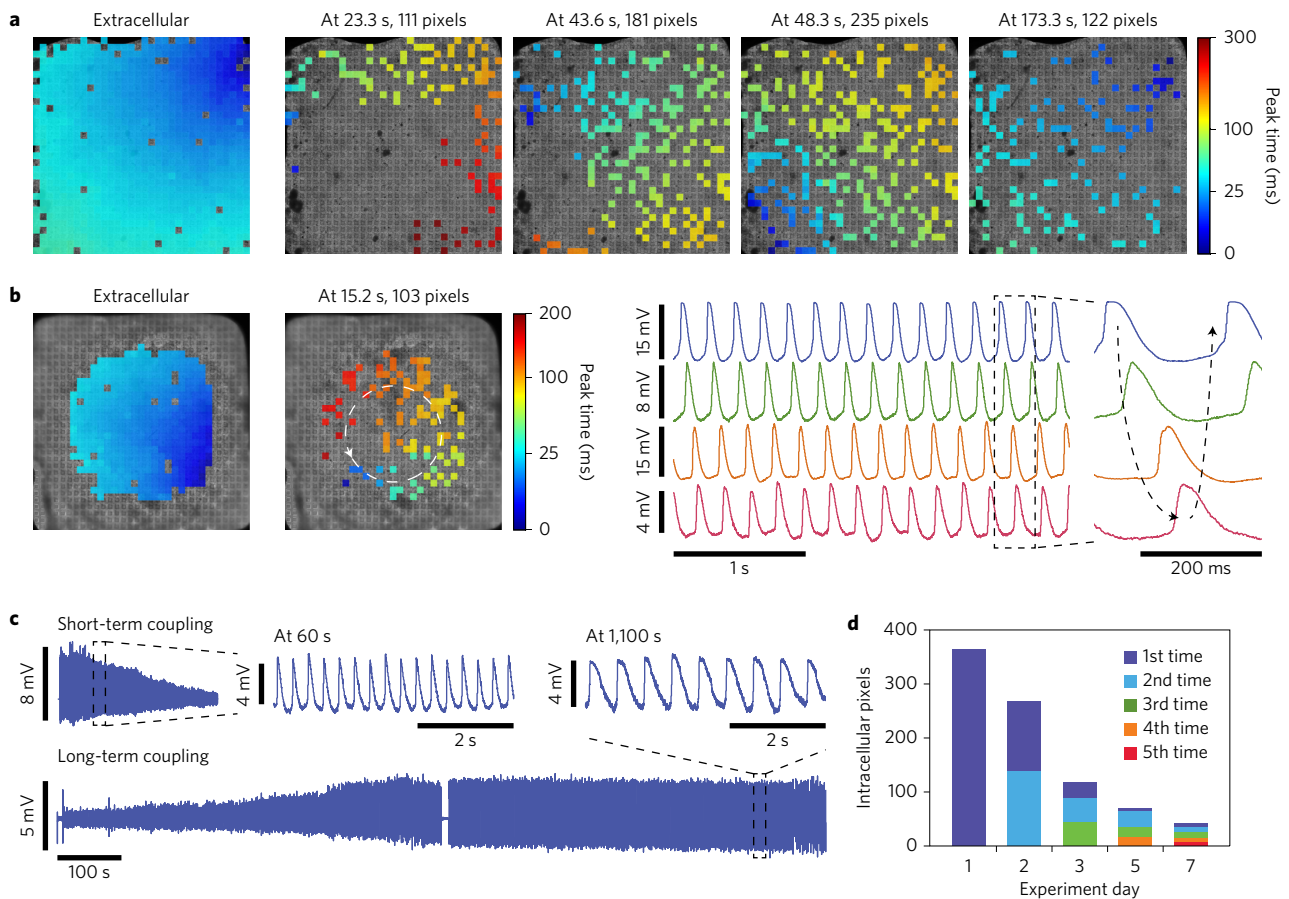 a
Extracellular
At 23.3 s, 111 pixels
At 43.6 s, 181 pixels
At 48.3 s, 235 pixels
At 173.3 s, 122 pixels
300
100
25
0
Peak time (ms)
b
Extracellular
At 15.2 s, 103 pixels
200
100
25
0
Peak time (ms)
15 mV
8 mV
15 mV
4 mV
1 s
200 ms
c
Short-term coupling
8 mV
At 60 s
4 mV
2 s
At 1,100 s
4 mV
2 s
Long-term coupling
5 mV
100 s
d
400
300
200
100
0
Intracellular pixels
1st time
2nd time
3rd time
4th time
5th time
1 2 3 5 7
Experiment day